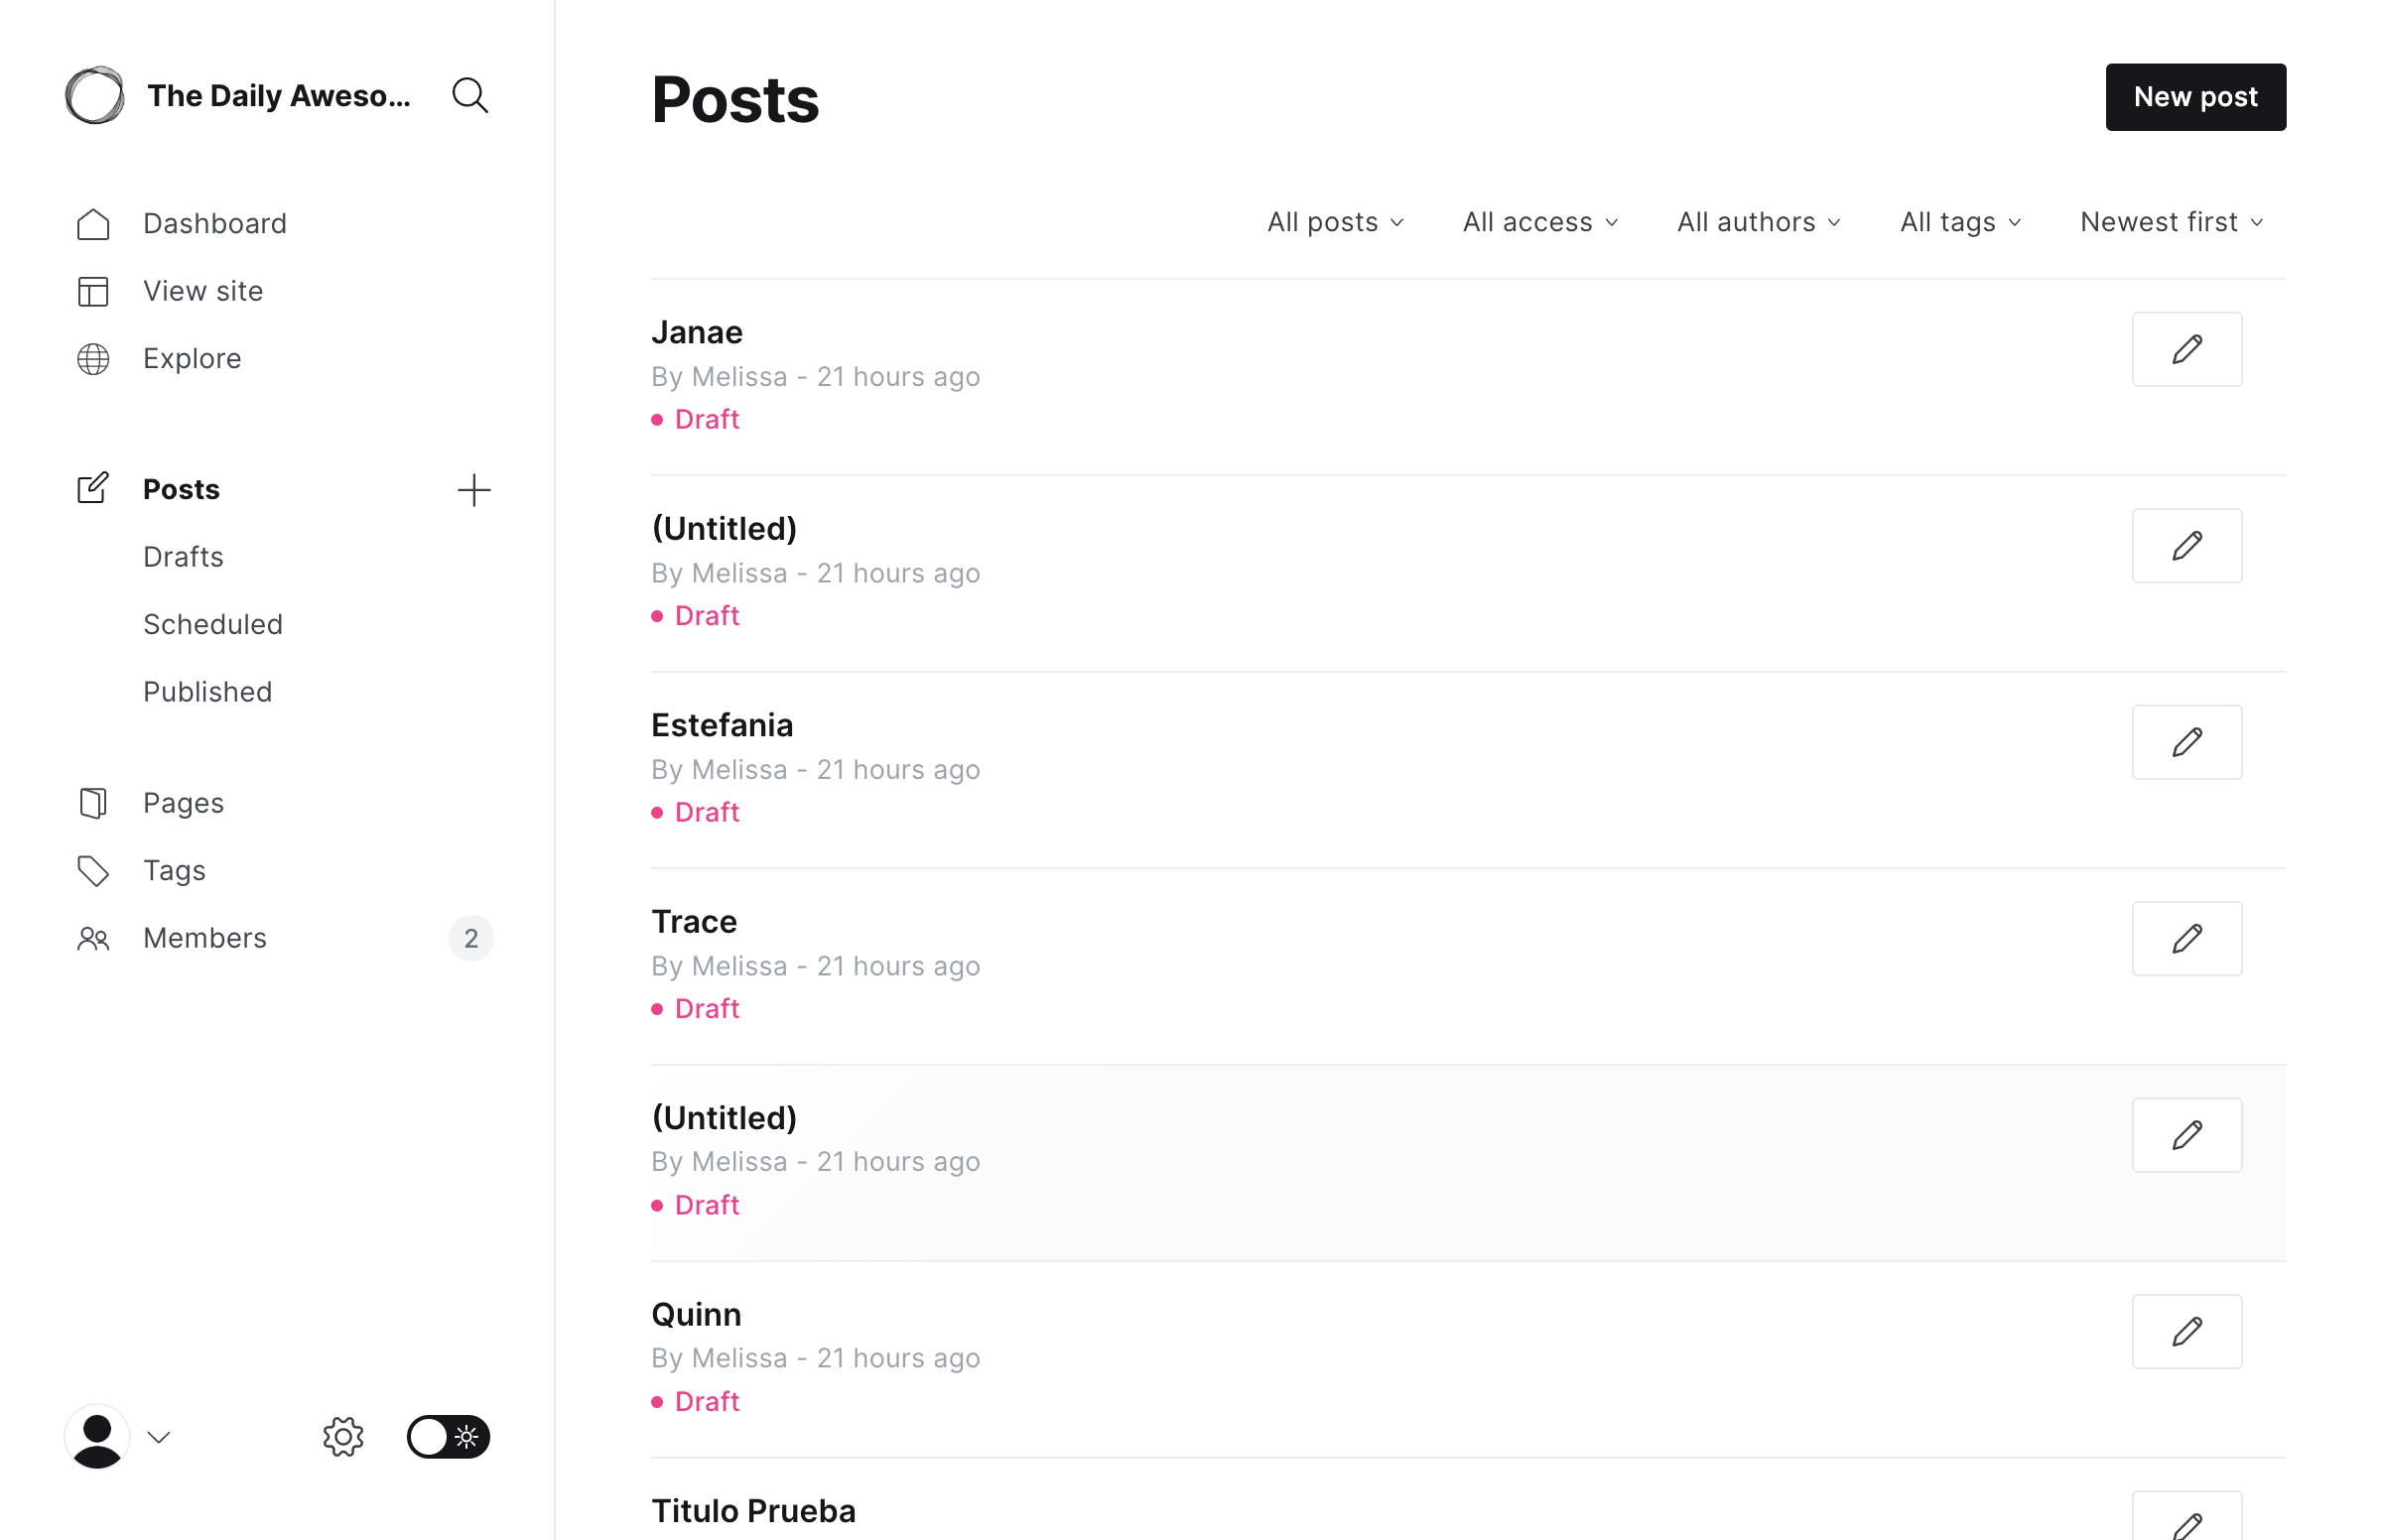 The Daily Aweso...
Dashboard
View site
Explore
Posts
Drafts
Scheduled
Published
Pages
Tags
Members 2
Posts
New post
All posts All access All authors All tags Newest first
Janae
By Melissa - 21 hours ago
Draft
(Untitled)
By Melissa - 21 hours ago
Draft
Estefania
By Melissa - 21 hours ago
Draft
Trace
By Melissa - 21 hours ago
Draft
(Untitled)
By Melissa - 21 hours ago
Draft
Quinn
By Melissa - 21 hours ago
Draft
Titulo Prueba